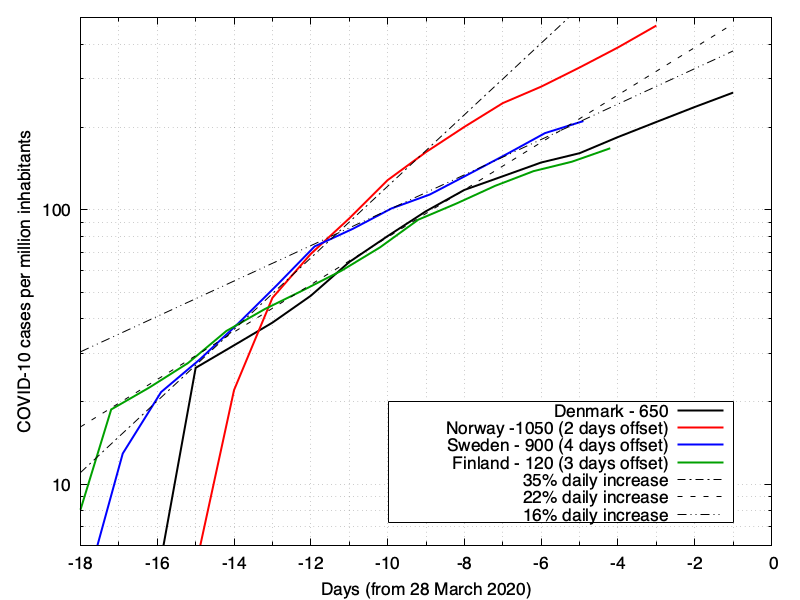 COVID-10 cases per million inhabitants
100
10
Denmark - 650
Norway -1050 (2 days offset)
Sweden - 900 (4 days offset)
Finland - 120 (3 days offset)
35% daily increase
22% daily increase
16% daily increase
-18 -16 -14 -12 -10 -8 -6 -4 -2 0
Days (from 28 March 2020)